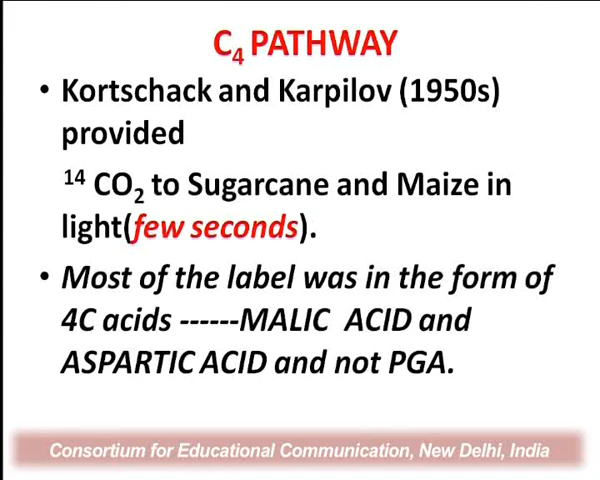 C4 PATHWAY
• Kortschack and Karpilov (1950s)
provided
14 CO2 to Sugarcane and Maize in
light(few seconds).
• Most of the label was in the form of
4C acids ------MALIC ACID and
ASPARTIC ACID and not PGA.
Consortium for Educational Communication, New Delhi, India